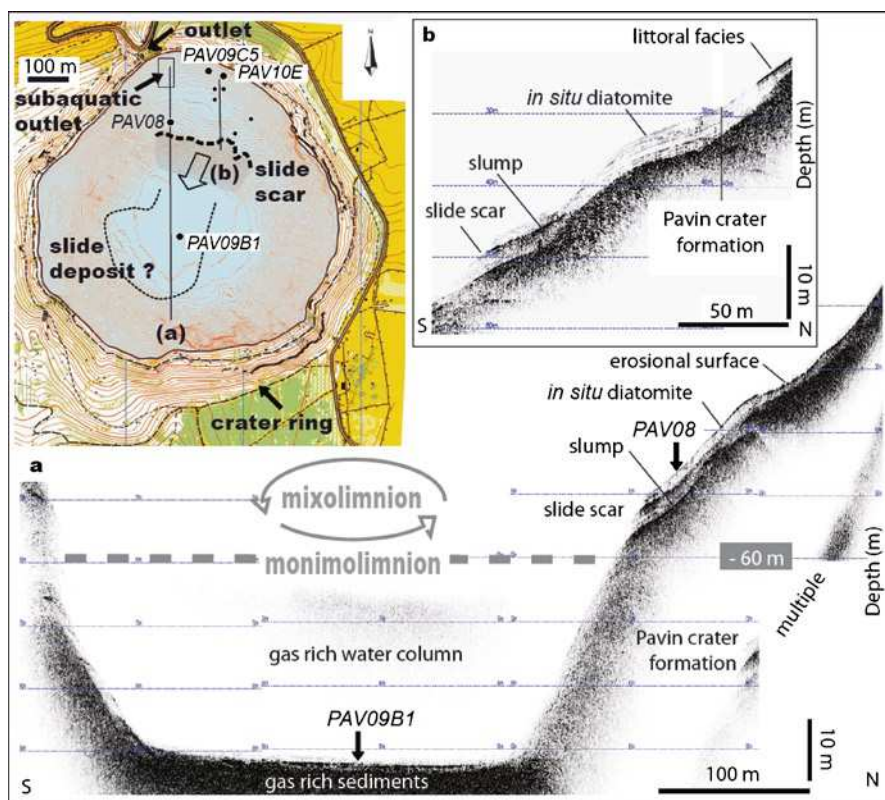 outlet
PAV09C5
N
100 m
PAV10E
subaquatic
outlet
PAV08
slide
scar
(b)
PAV09B1
slide
deposit ?
(a)
crater ring
b
littoral facies
in situ diatomite
slump
slide scar
Depth (m)
Pavin crater
formation
10 m
50 m
S
N
a
erosional surface
in situ diatomite
PAV08
slump
slide scar
mixolimnion
monimolimnion
- 60 m
Depth (m)
multiple
gas rich water column
Pavin crater
formation
PAV09B1
10 m
gas rich sediments
100 m
S
N